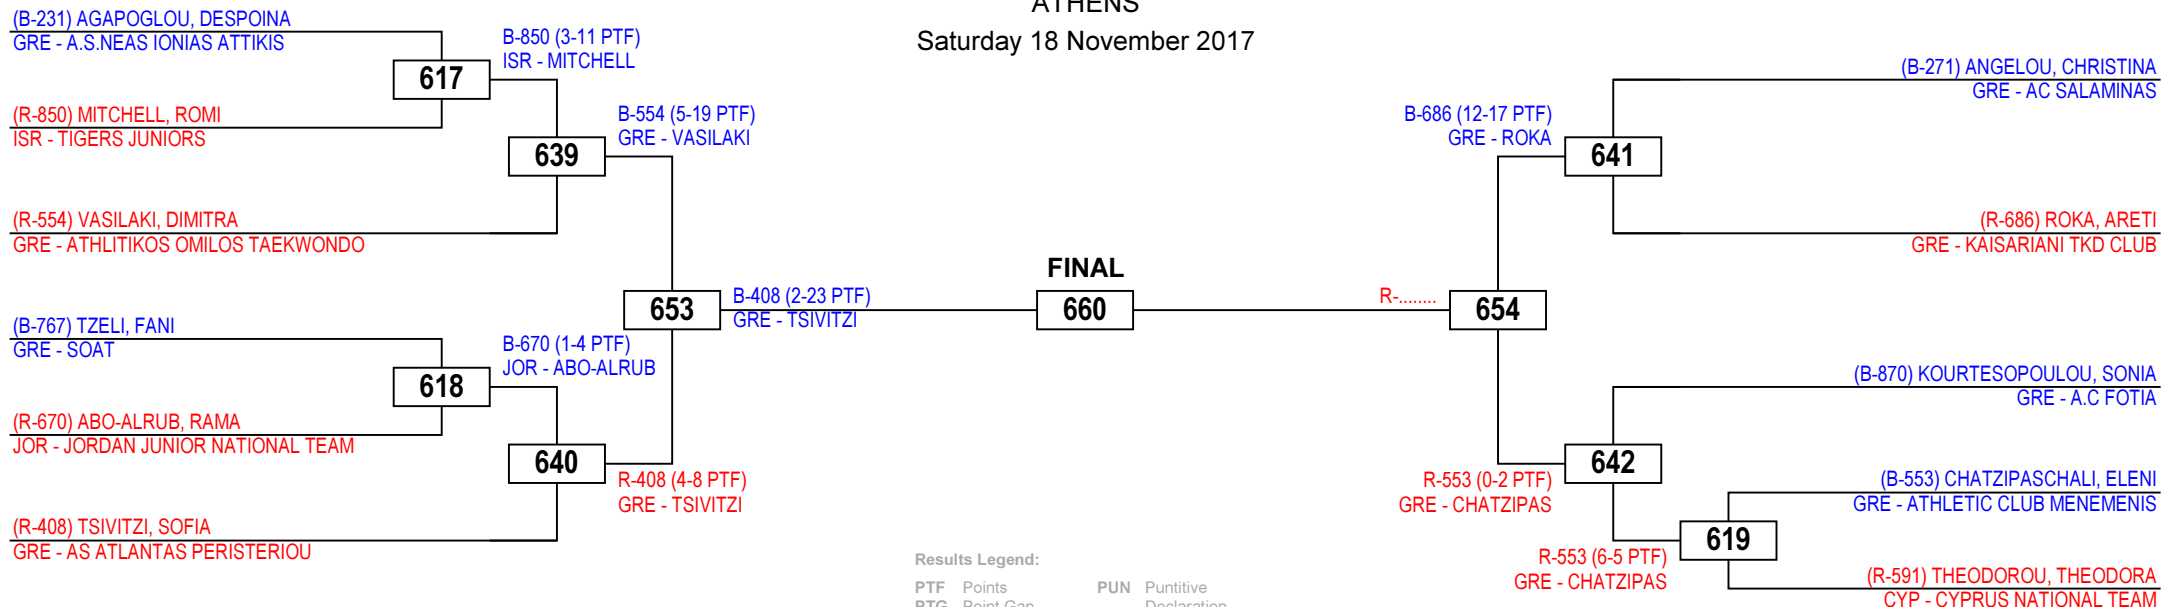 ATHENS
Saturday 18 November 2017
(B-231) AGAPOGLOU, DESPOINA
GRE - A.S.NEAS IONIAS ATTIKIS
617
(R-850) MITCHELL, ROMI
ISR - TIGERS JUNIORS
B-850 (3-11 PTF)
ISR - MITCHELL
639
(R-554) VASILAKI, DIMITRA
GRE - ATHLITIKOS OMILOS TAEKWONDO
B-554 (5-19 PTF)
GRE - VASILAKI
653
(B-767) TZELI, FANI
GRE - SOAT
618
(R-670) ABO-ALRUB, RAMA
JOR - JORDAN JUNIOR NATIONAL TEAM
B-670 (1-4 PTF)
JOR - ABO-ALRUB
640
(R-408) TSIVITZI, SOFIA
GRE - AS ATLANTAS PERISTERIOU
R-408 (4-8 PTF)
GRE - TSIVITZI
B-408 (2-23 PTF)
GRE - TSIVITZI
FINAL
660
R-........
654
B-686 (12-17 PTF)
GRE - ROKA
641
(B-271) ANGELOU, CHRISTINA
GRE - AC SALAMINAS
(R-686) ROKA, ARETI
GRE - KAISARIANI TKD CLUB
(B-870) KOURTESOPOULOU, SONIA
GRE - A.C FOTIA
642
R-553 (0-2 PTF)
GRE - CHATZIPAS
(B-553) CHATZIPASCHALI, ELENI
GRE - ATHLETIC CLUB MENEMENIS
619
R-553 (6-5 PTF)
GRE - CHATZIPAS
(R-591) THEODOROU, THEODORA
CYP - CYPRUS NATIONAL TEAM
Results Legend:
PTF Points PUN Puntitive
PTG Point Gap Declaration